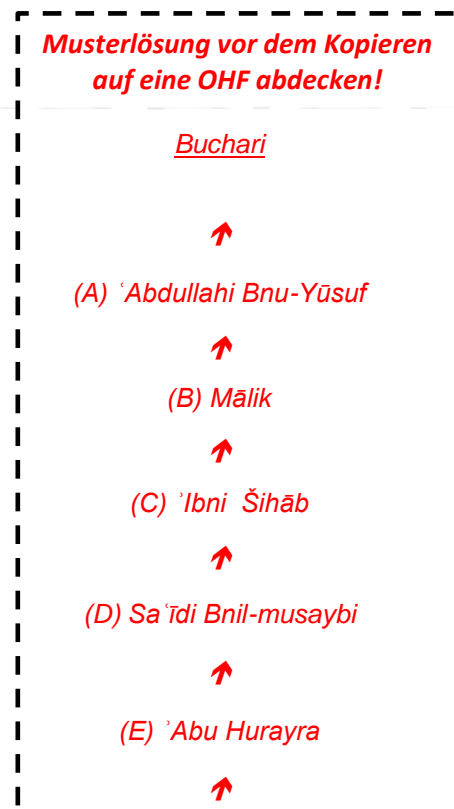 Musterlösung vor dem Kopieren
auf eine OHF abdecken!
Buchari
(A) ʿAbdullahi Bnu-Yūsuf
(B) Mālik
(C) ʾIbni Šihāb
(D) Saʿīdi Bnil-musaybi
(E) ʾAbu Hurayra